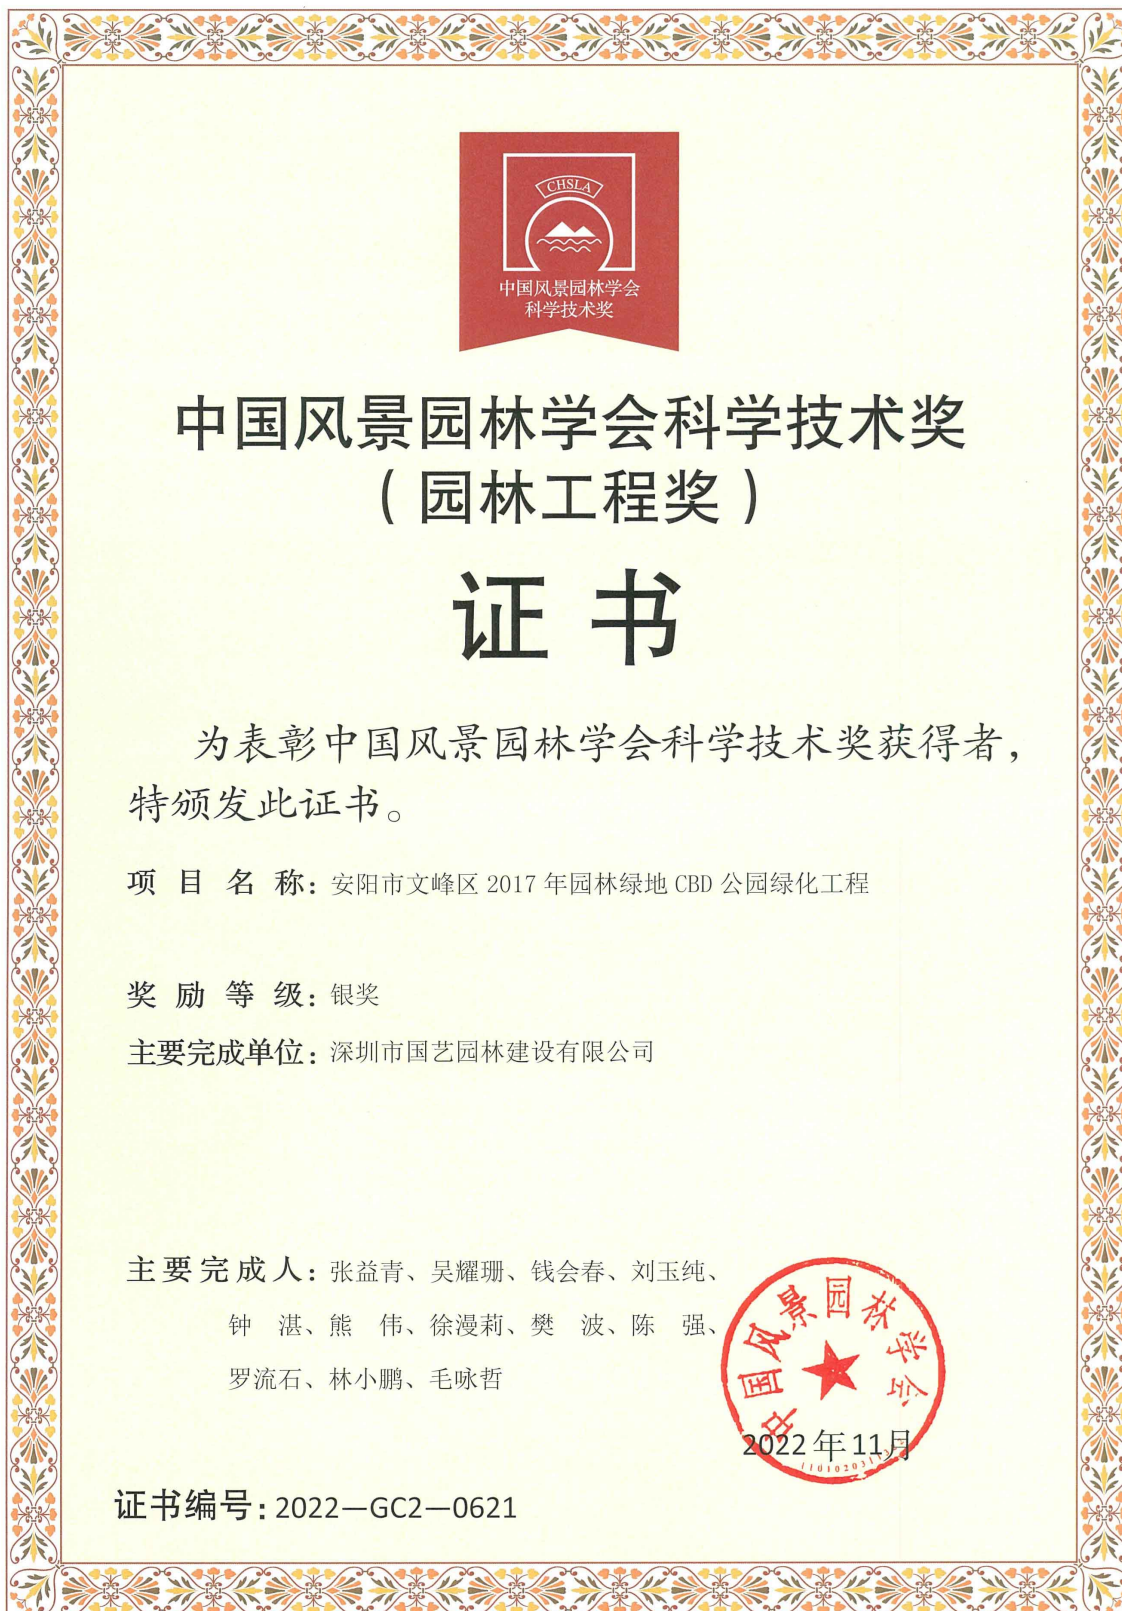 CHSLA
中国风景园林学会
科学技术奖
中国风景园林学会科学技术奖
（园林工程奖）
证书
为表彰中国风景园林学会科学技术奖获得者，
特颁发此证书。
项目名称：安阳市文峰区 2017 年园林绿地 CBD 公园绿化工程
奖励等级：银奖
主要完成单位：深圳市国艺园林建设有限公司
主要完成人：张益青、吴耀珊、钱会春、刘玉纯、
钟 湛、熊 伟、徐漫莉、樊 波、陈 强、
罗流石、林小鹏、毛咏哲
中国风景园林学会
2022年11月
证书编号：2022—GC2—0621